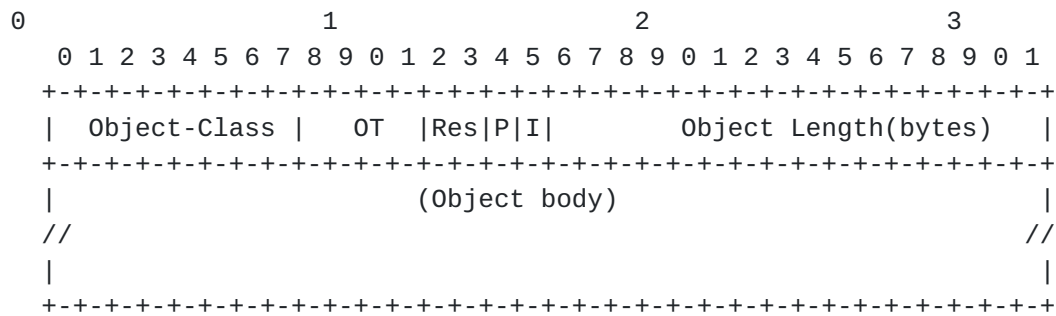 0                   1                   2                   3
   0 1 2 3 4 5 6 7 8 9 0 1 2 3 4 5 6 7 8 9 0 1 2 3 4 5 6 7 8 9 0 1
  +-+-+-+-+-+-+-+-+-+-+-+-+-+-+-+-+-+-+-+-+-+-+-+-+-+-+-+-+-+-+-+-+
  |  Object-Class |   OT  |Res|P|I|        Object Length(bytes)   |
  +-+-+-+-+-+-+-+-+-+-+-+-+-+-+-+-+-+-+-+-+-+-+-+-+-+-+-+-+-+-+-+-+
  |                       (Object body)                           |
  //                                                             //
  |                                                               |
  +-+-+-+-+-+-+-+-+-+-+-+-+-+-+-+-+-+-+-+-+-+-+-+-+-+-+-+-+-+-+-+-+